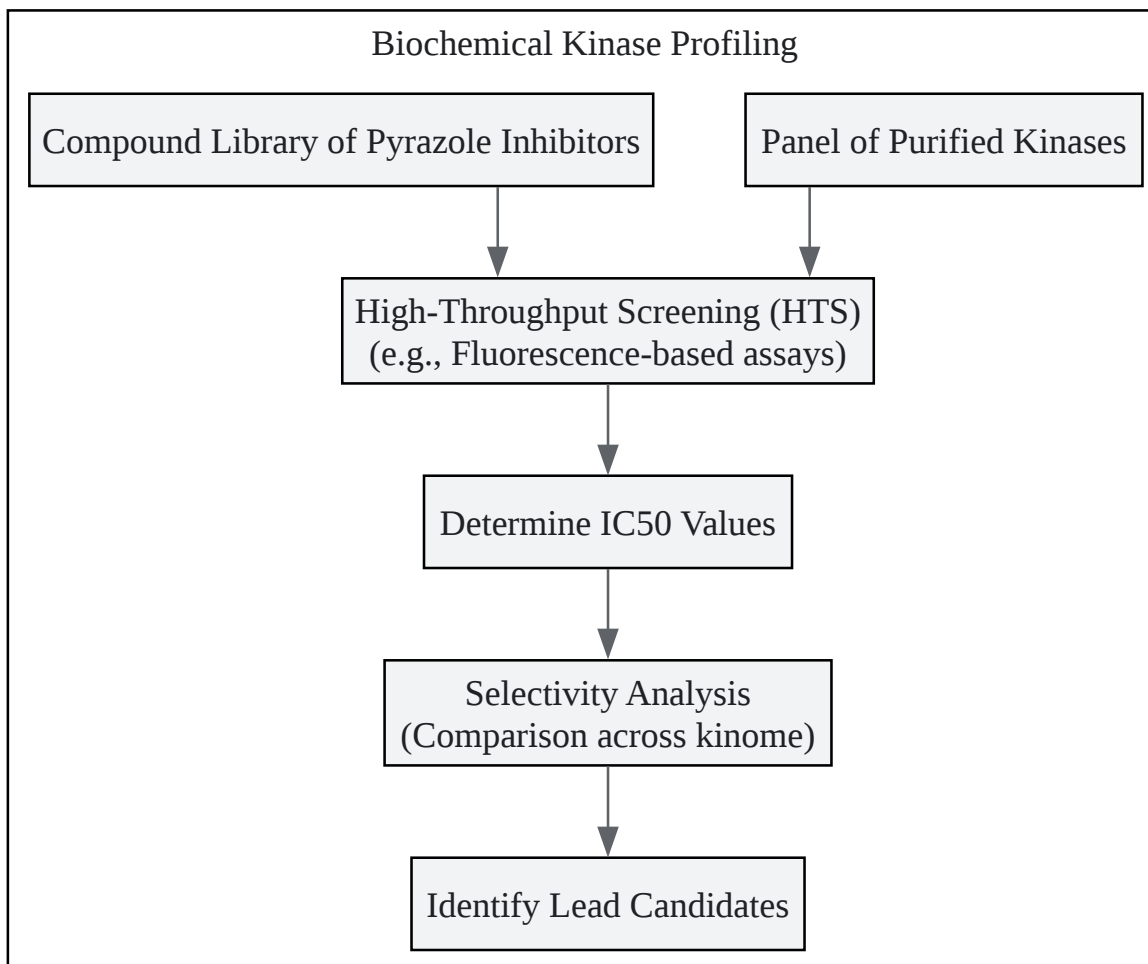 Biochemical Kinase Profiling
Compound Library of Pyrazole Inhibitors
Panel of Purified Kinases
High-Throughput Screening (HTS)
(e.g., Fluorescence-based assays)
Determine IC50 Values
Selectivity Analysis
(Comparison across kinome)
Identify Lead Candidates